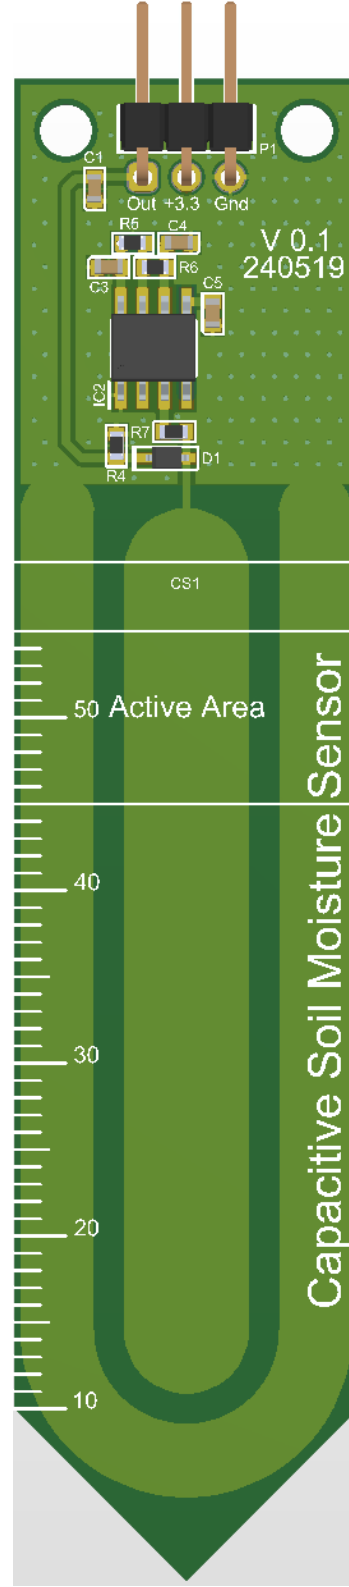 P1
C1
Out +3.3 Gnd
R5 C4
V 0.1
240519
C3 R6
C5
IC2
R7 D1
R4
CS1
50 Active Area
40
30
20
10
Capacitive Soil Moisture Sensor